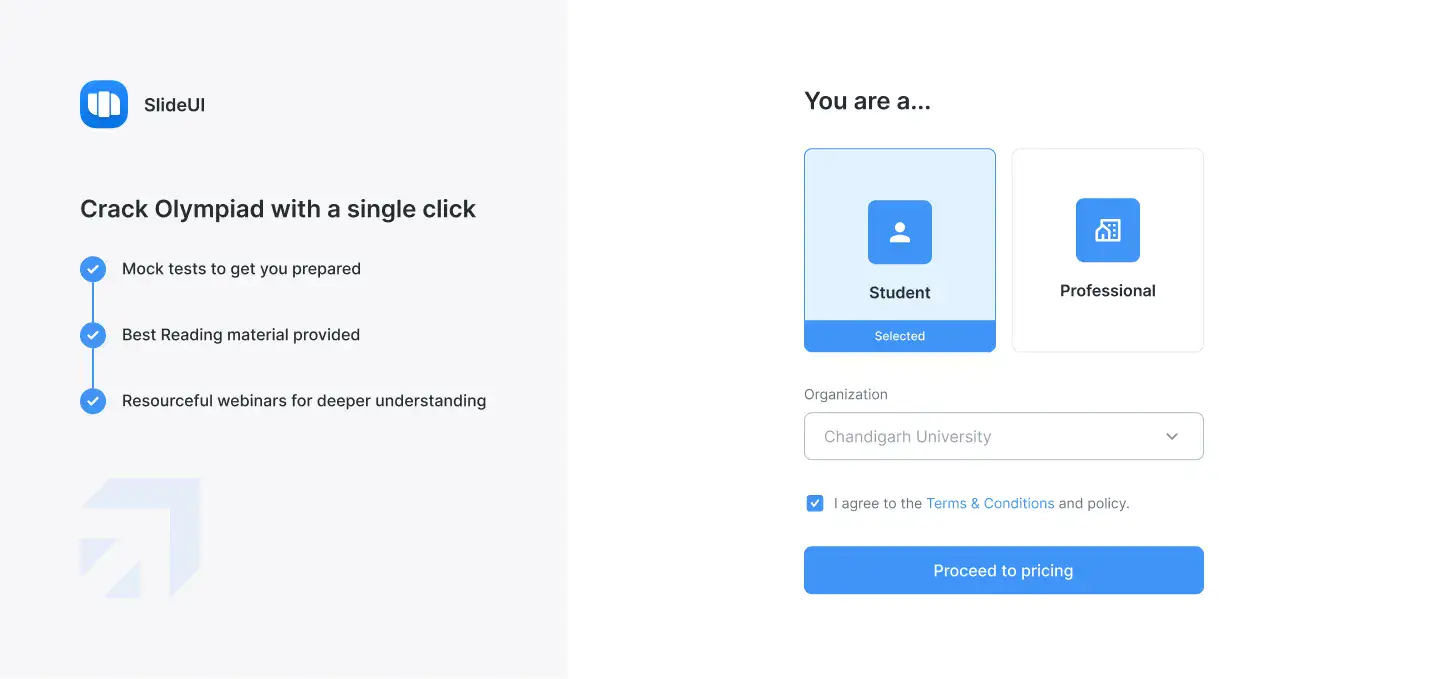 SlideUI
Crack Olympiad with a single click
Mock tests to get you prepared
Best Reading material provided
Resourceful webinars for deeper understanding
You are a...
Student
Selected
Professional
Organization
Chandigarh University
I agree to the Terms & Conditions and policy.
Proceed to pricing